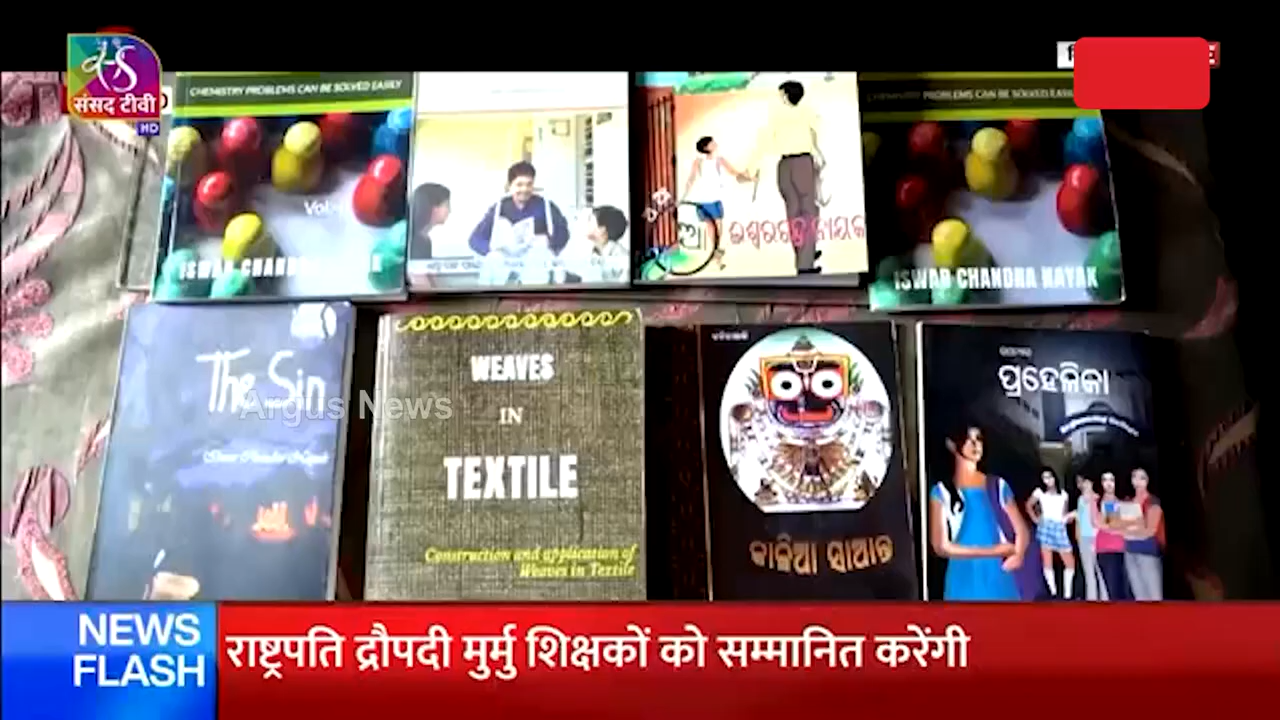 संसद टीवी
HD
CHEMISTRY PROBLEMS CAN BE SOLVED EASILY
Vol-
ISWAR CHANDRA
ଈଶ୍ୱରଚନ୍ଦ୍ର ନାୟକ
CHEMISTRY PROBLEMS CAN BE SOLVED EASILY
ISWAR CHANDRA NAYAK
The Sin
Argus News
WEAVES
IN
TEXTILE
Construction and application of
Weaves in Textile
କାଳିଆ ସାଆନ୍ତ
ପ୍ରହେଳିକା
NEWS
FLASH
राष्ट्रपति द्रौपदी मुर्मु शिक्षकों को सम्मानित करेंगी